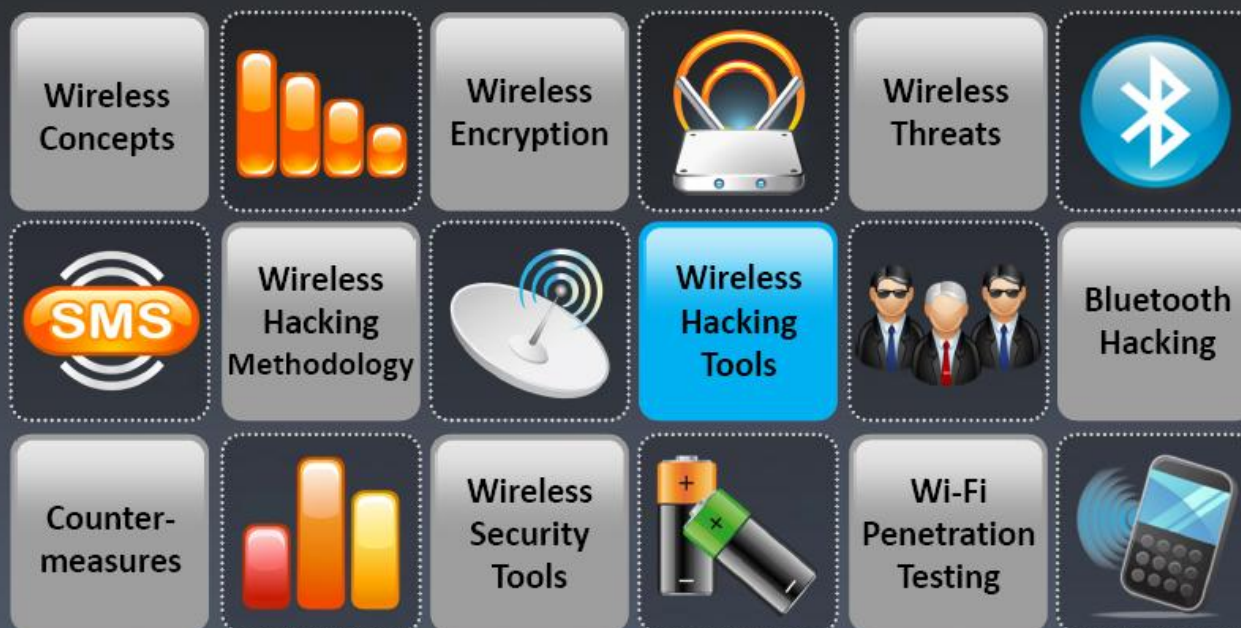 Wireless
Concepts
Wireless
Encryption
Wireless
Threats
SMS
Wireless
Hacking
Methodology
Wireless
Hacking
Tools
Bluetooth
Hacking
Counter-
measures
Wireless
Security
Tools
+
+
-
-
Wi-Fi
Penetration
Testing